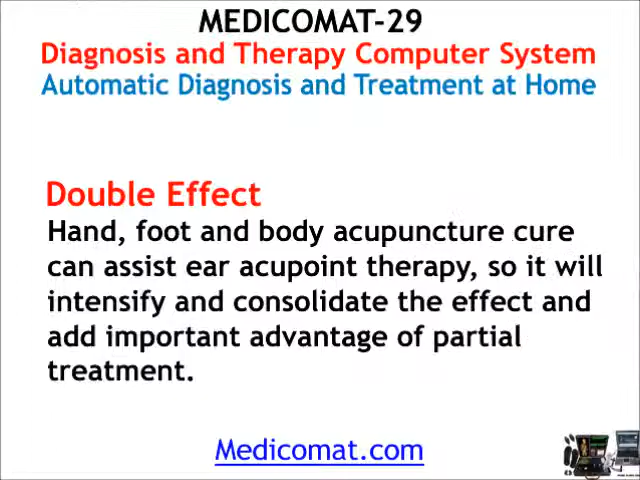 MEDICOMAT-29
Diagnosis and Therapy Computer System
Automatic Diagnosis and Treatment at Home
Double Effect
Hand, foot and body acupuncture cure
can assist ear acupoint therapy, so it will
intensify and consolidate the effect and
add important advantage of partial
treatment.
Medicomat.com